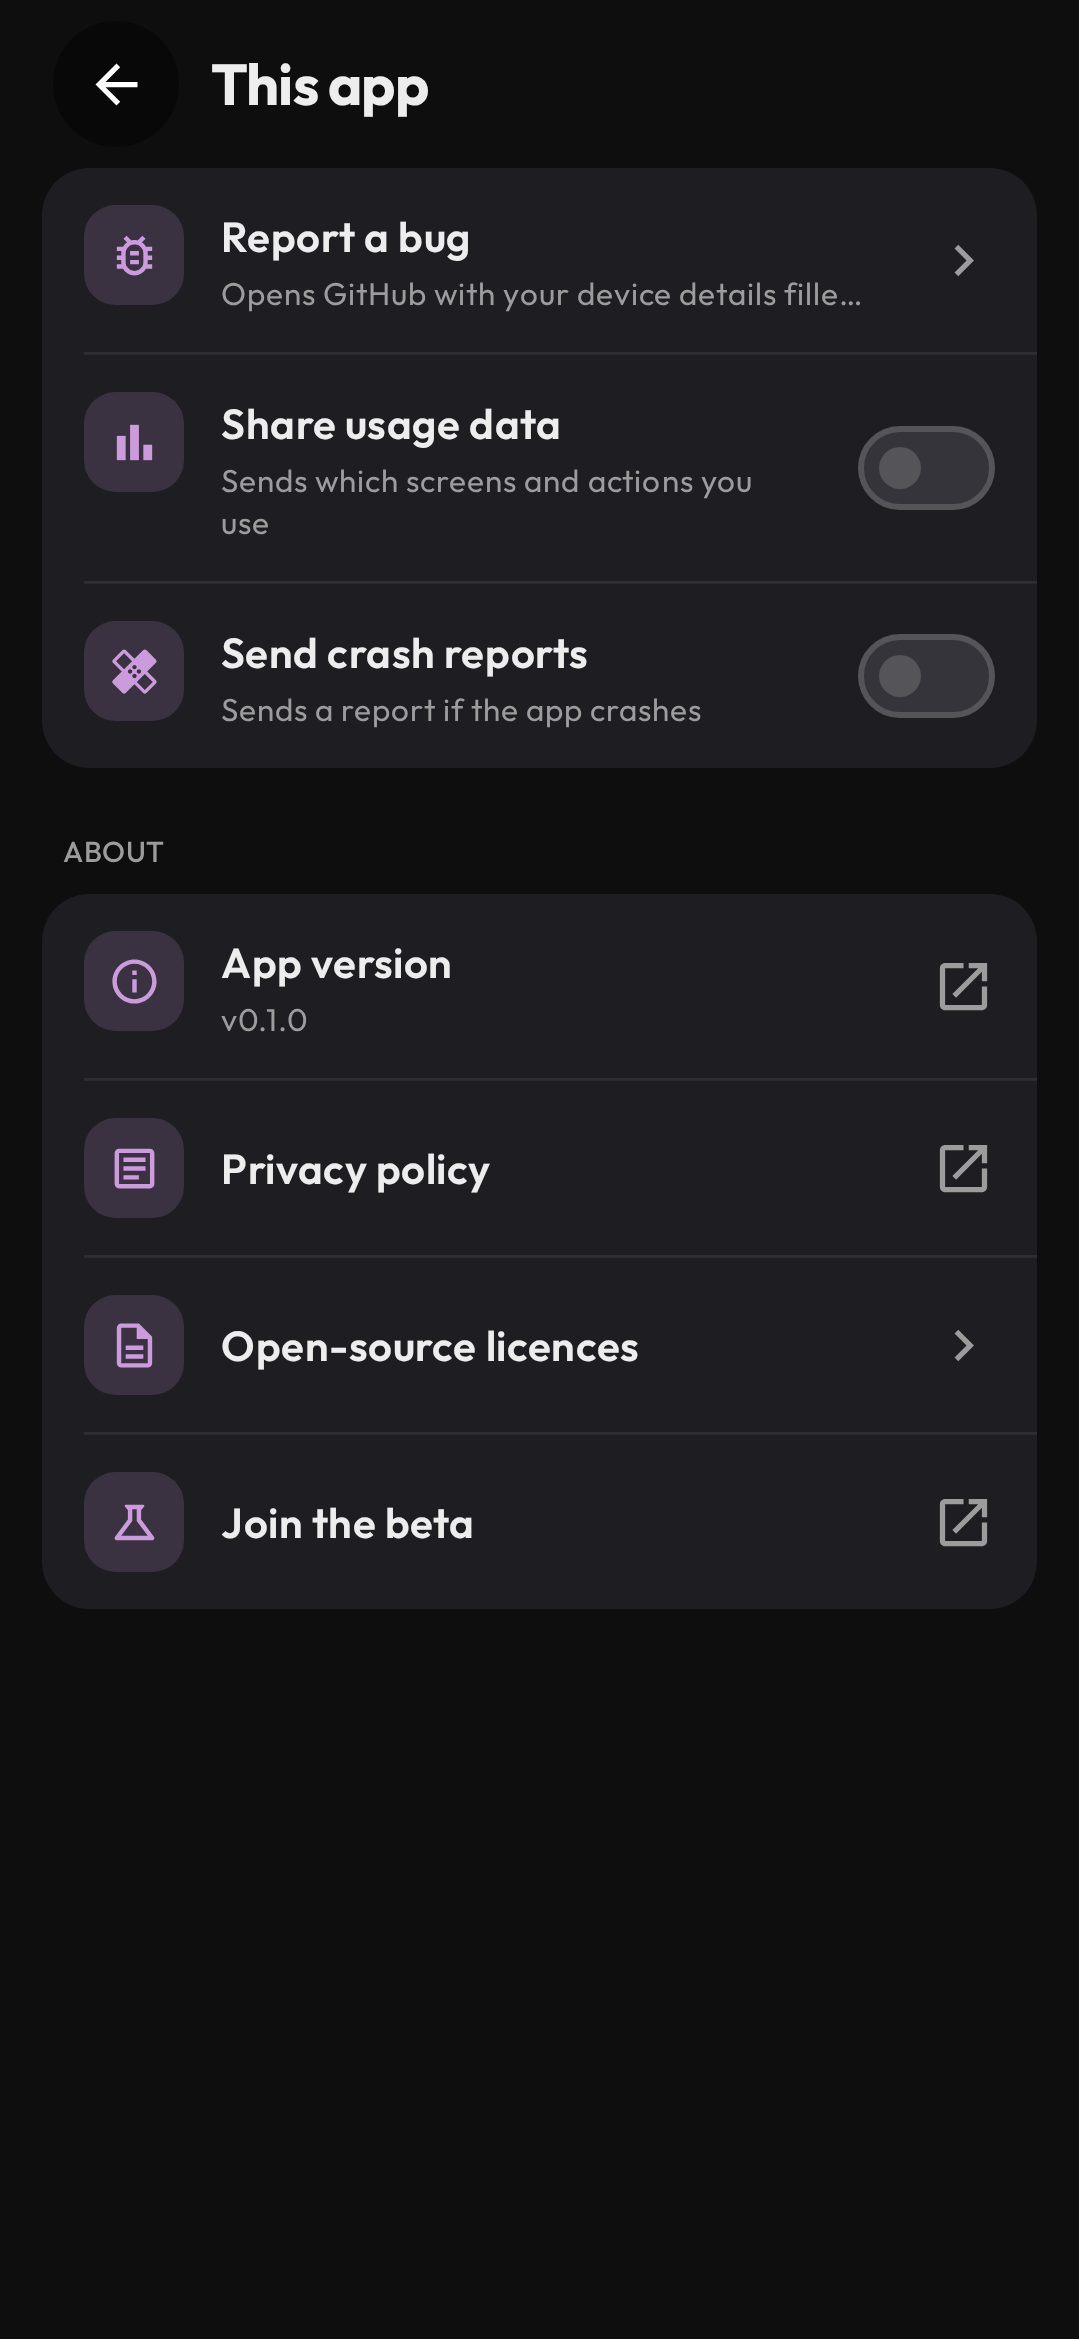 This app
Report a bug
Opens GitHub with your device details fille...
Share usage data
Sends which screens and actions you
use
Send crash reports
Sends a report if the app crashes
ABOUT
App version
v0.1.0
Privacy policy
Open-source licences
Join the beta